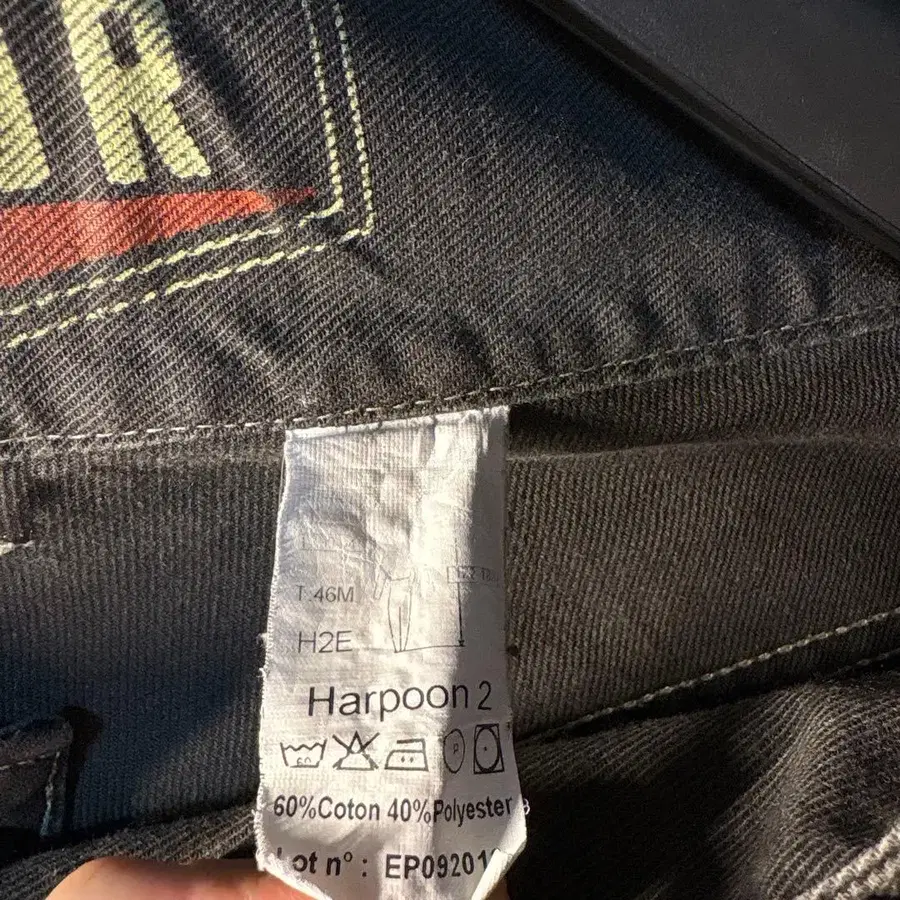 R
T.46M
H2E
Harpoon 2
60%Coton 40%Polyester
Lot n° : EP09201